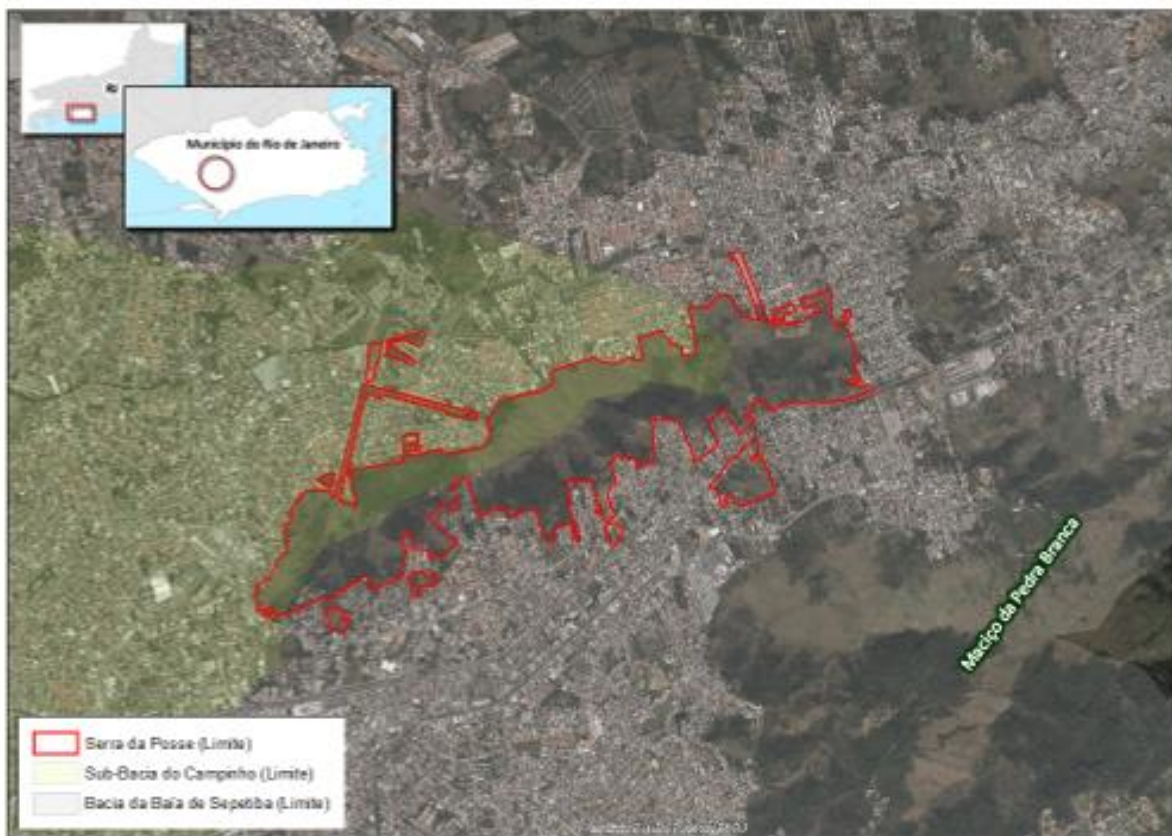 RJ
Município do Rio de Janeiro
Maciço da Pedra Branca
Serra da Posse (Limite)
Sub-Bacia do Campinho (Limite)
Bacia da Baía de Sepetiba (Limite)